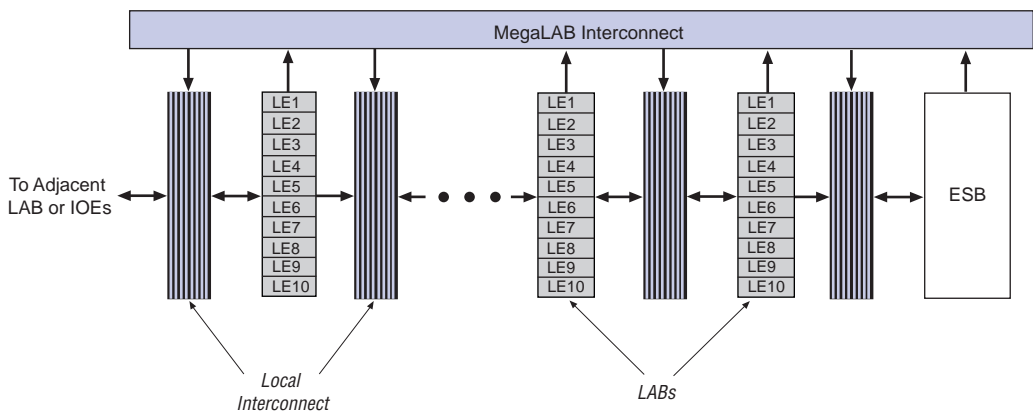 MegaLAB Interconnect
LE1
LE2
LE3
LE4
LE5
LE6
LE7
LE8
LE9
LE10
LE1
LE2
LE3
LE4
LE5
LE6
LE7
LE8
LE9
LE10
LE1
LE2
LE3
LE4
LE5
LE6
LE7
LE8
LE9
LE10
To Adjacent
LAB or IOEs
ESB
Local
Interconnect
LABs